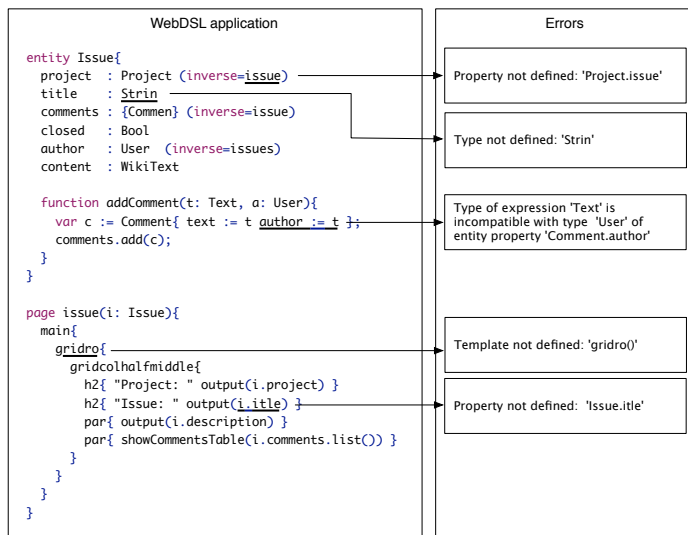 WebDSL application
entity Issue{
  project  : Project (inverse=issue)
  title    : Strin
  comments : {Commen} (inverse=issue)
  closed   : Bool
  author   : User  (inverse=issues)
  content  : WikiText
  function addComment(t: Text, a: User){
    var c := Comment{ text := t author := t };
    comments.add(c);
  }
}
page issue(i: Issue){
  main{
    gridro{
      gridcolhalfmiddle{
        h2{ "Project: " output(i.project) }
        h2{ "Issue: " output(i.itle) }
        par{ output(i.description) }
        par{ showCommentsTable(i.comments.list()) }
      }
    }
  }
}
Errors
Property not defined: 'Project.issue'
Type not defined: 'Strin'
Type of expression 'Text' is
incompatible with type  'User' of
entity property 'Comment.author'
Template not defined: 'gridro()'
Property not defined:  'Issue.itle'